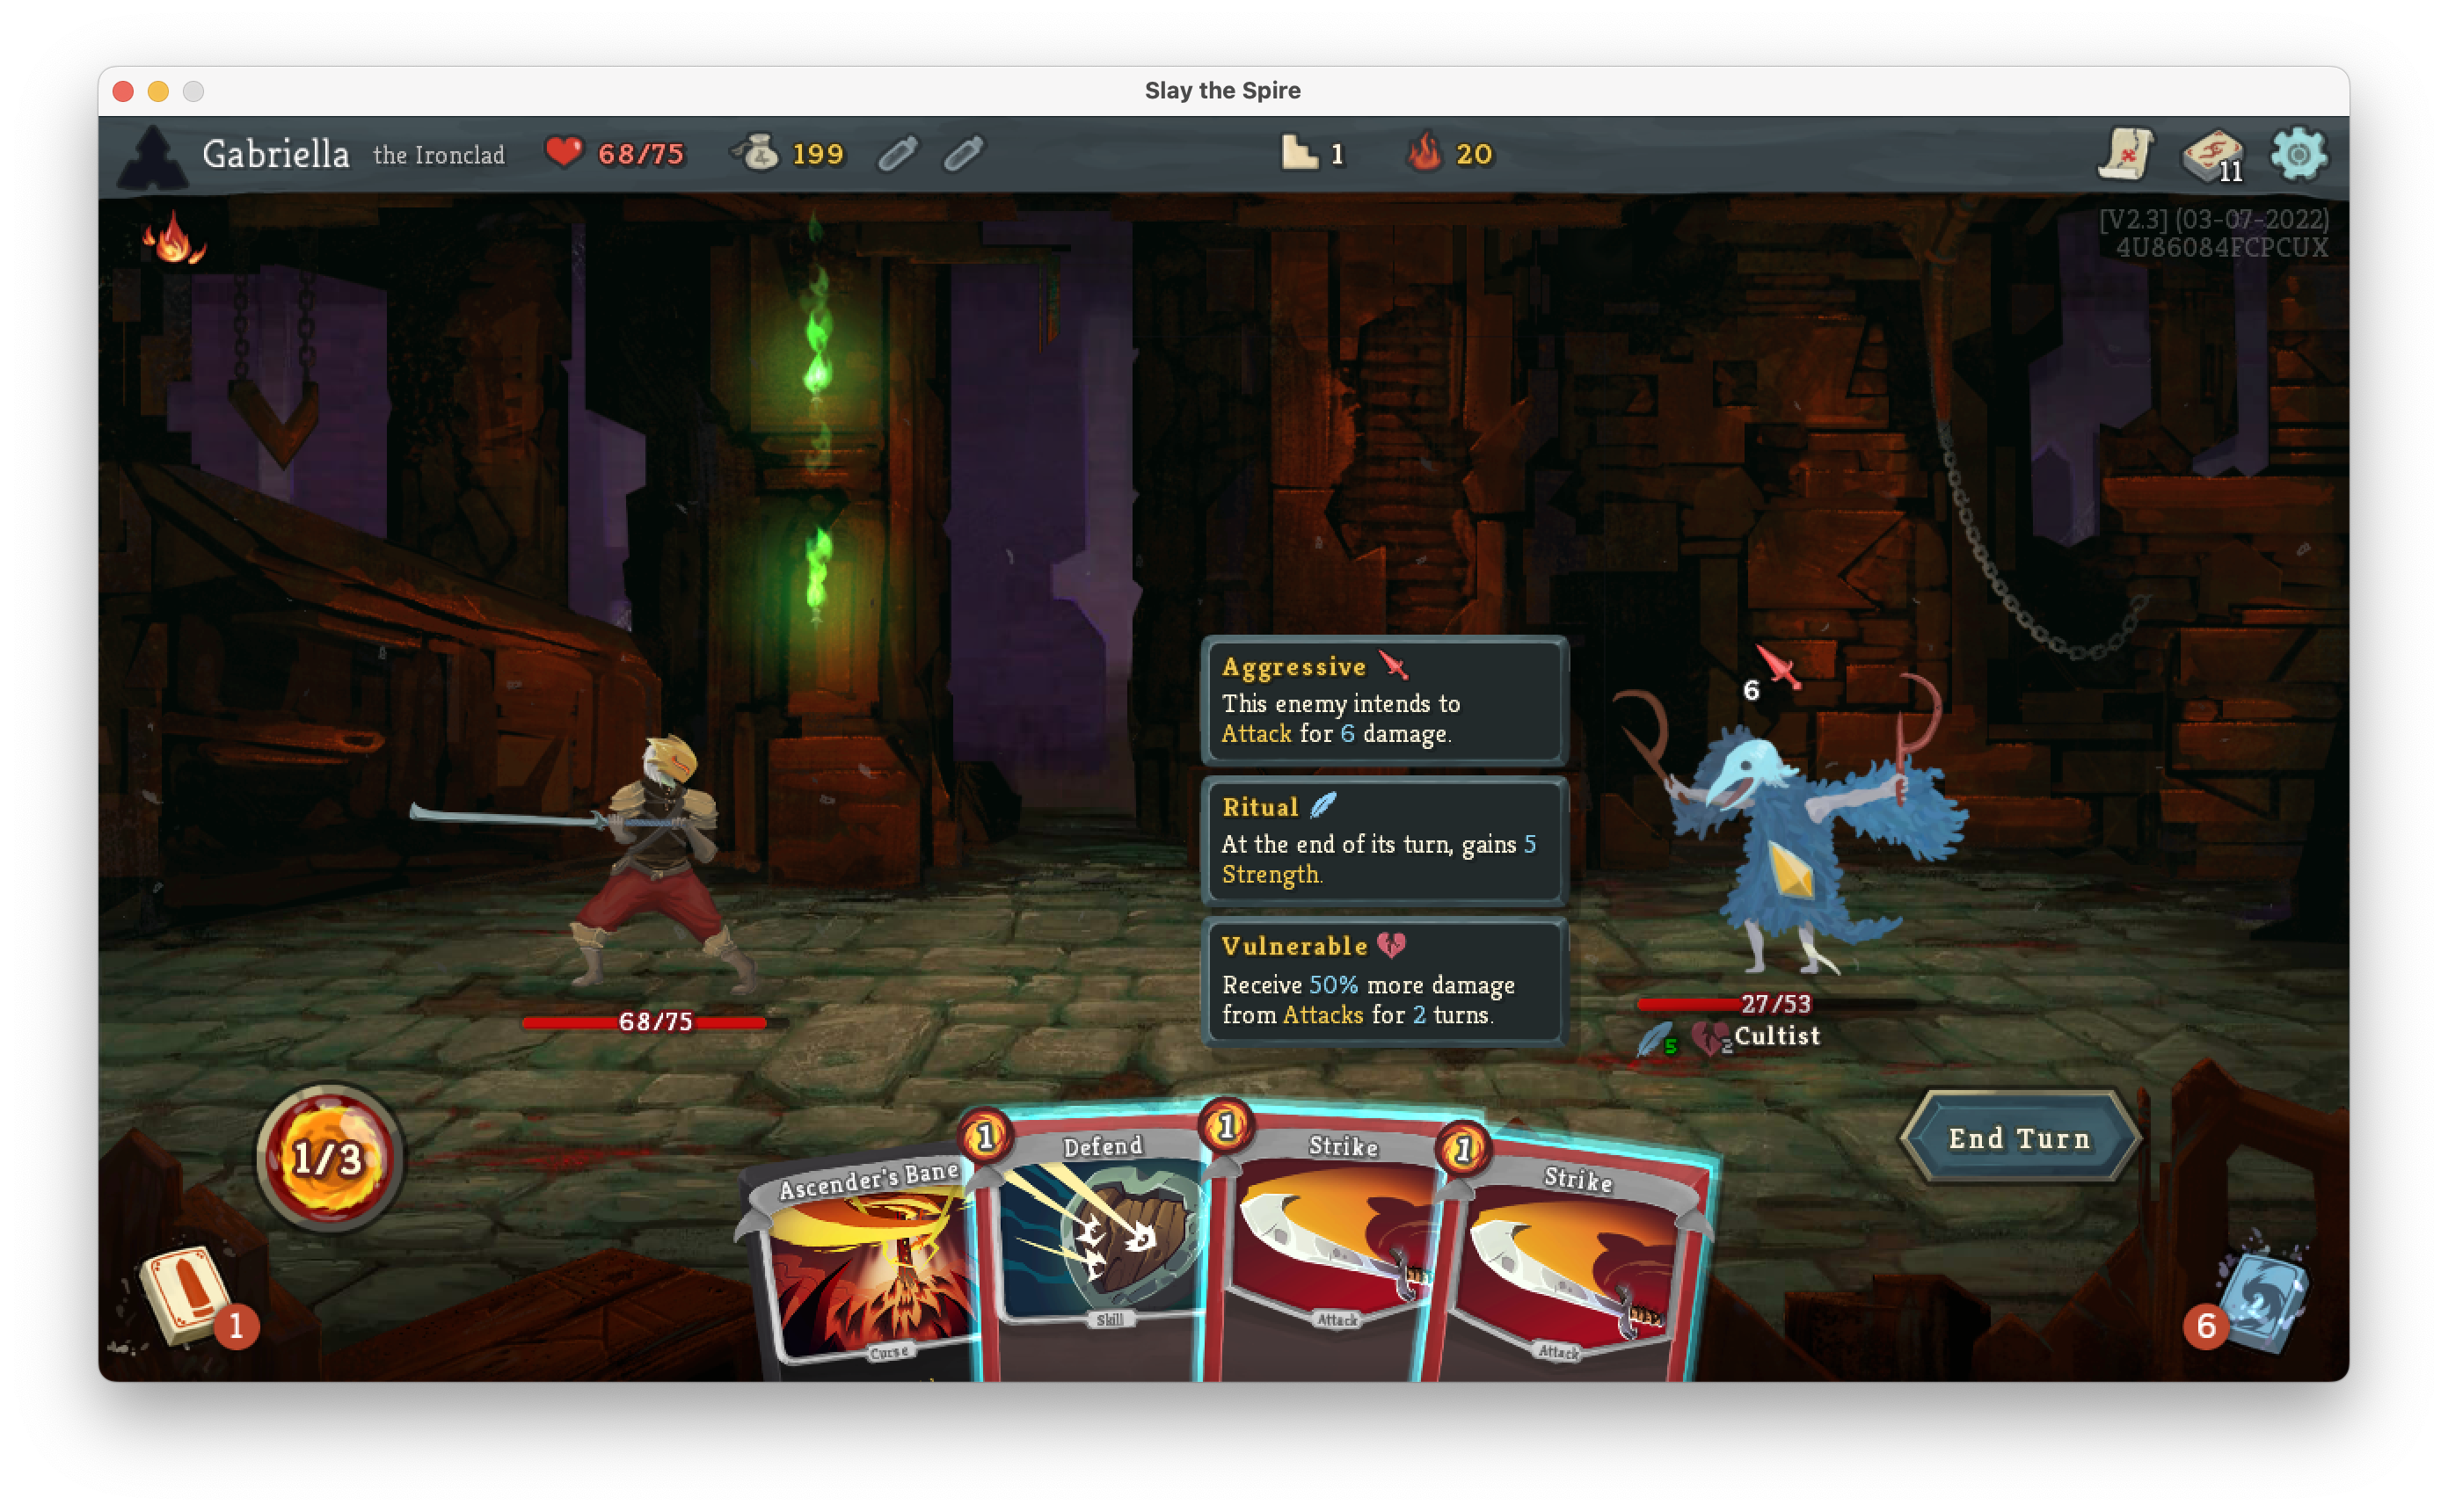 Slay the Spire
Gabriella the Ironclad 68/75 4 199 1 20 11
[V2.3] (03-07-2022)
4U86084FCPCUX
Aggressive
This enemy intends to
Attack for 6 damage.
6
Ritual
At the end of its turn, gains 5
Strength.
Vulnerable
Receive 50% more damage
from Attacks for 2 turns.
68/75
27/53
5 2 Cultist
1/3
Ascender's Bane
Curse
1 Defend
Skill
1 Strike
Attack
1 Strike
Attack
End Turn
1
6